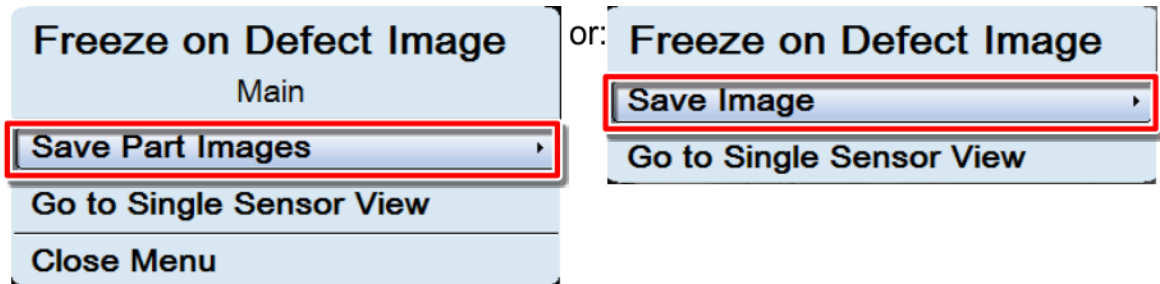 Freeze on Defect Image
Main
Save Part Images
Go to Single Sensor View
Close Menu
or:
Freeze on Defect Image
Save Image
Go to Single Sensor View